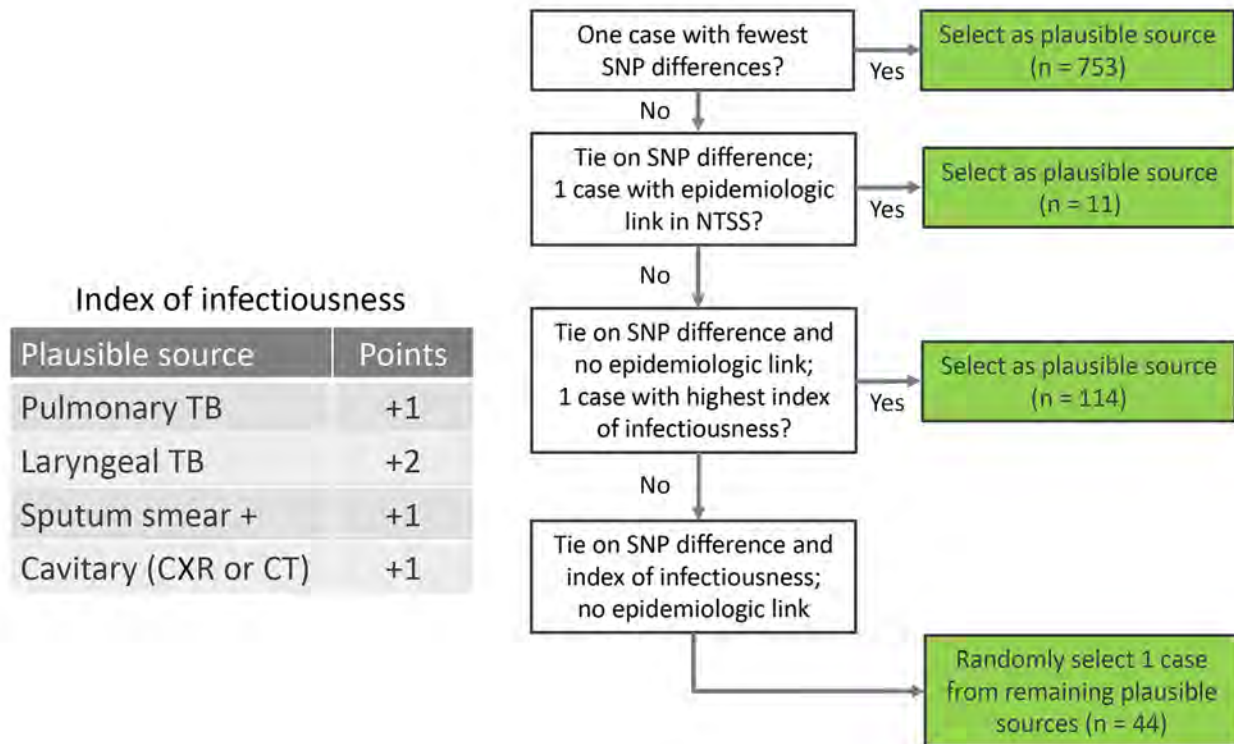 One case with fewest
SNP differences?
Yes
Select as plausible source
(n = 753)
No
Tie on SNP difference;
1 case with epidemiologic
link in NTSS?
Yes
Select as plausible source
(n = 11)
No
Index of infectiousness
Plausible source Points
Pulmonary TB +1
Laryngeal TB +2
Sputum smear + +1
Cavitary (CXR or CT) +1
Tie on SNP difference and
no epidemiologic link;
1 case with highest index
of infectiousness?
Yes
Select as plausible source
(n = 114)
No
Tie on SNP difference and
index of infectiousness;
no epidemiologic link
Randomly select 1 case
from remaining plausible
sources (n = 44)